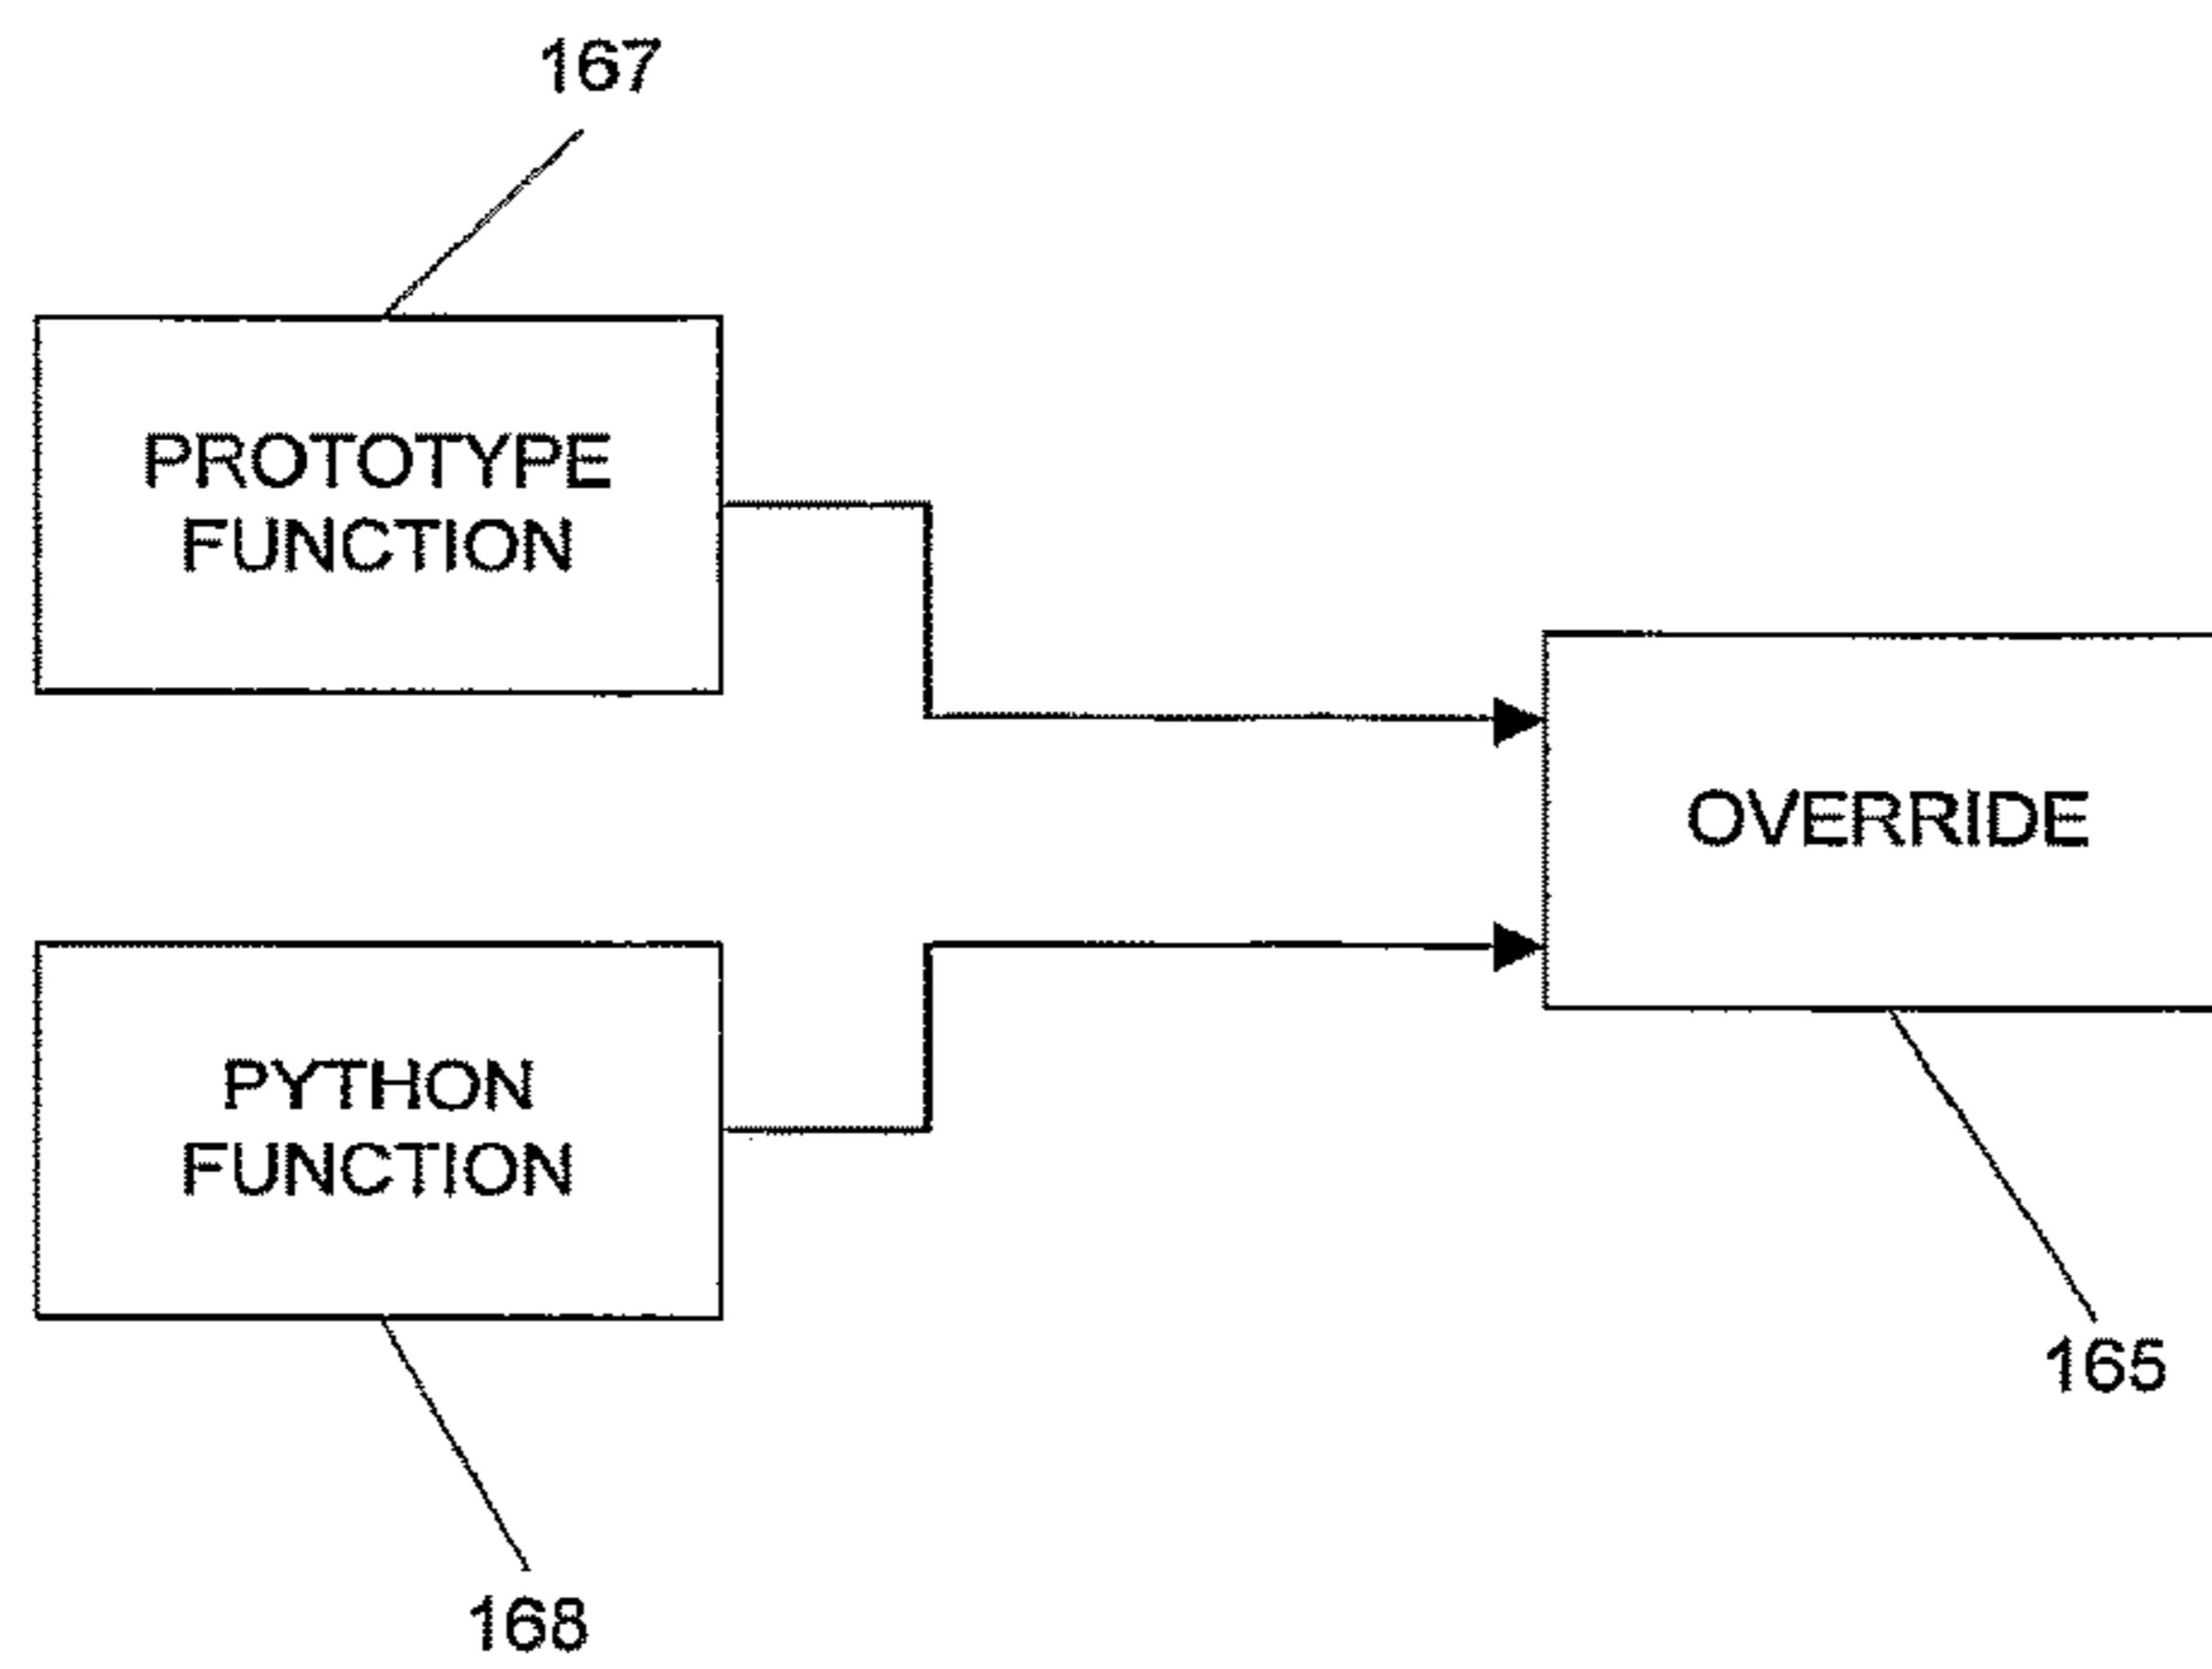 167
PROTOTYPE
FUNCTION
OVERRIDE
PYTHON
FUNCTION
165
168